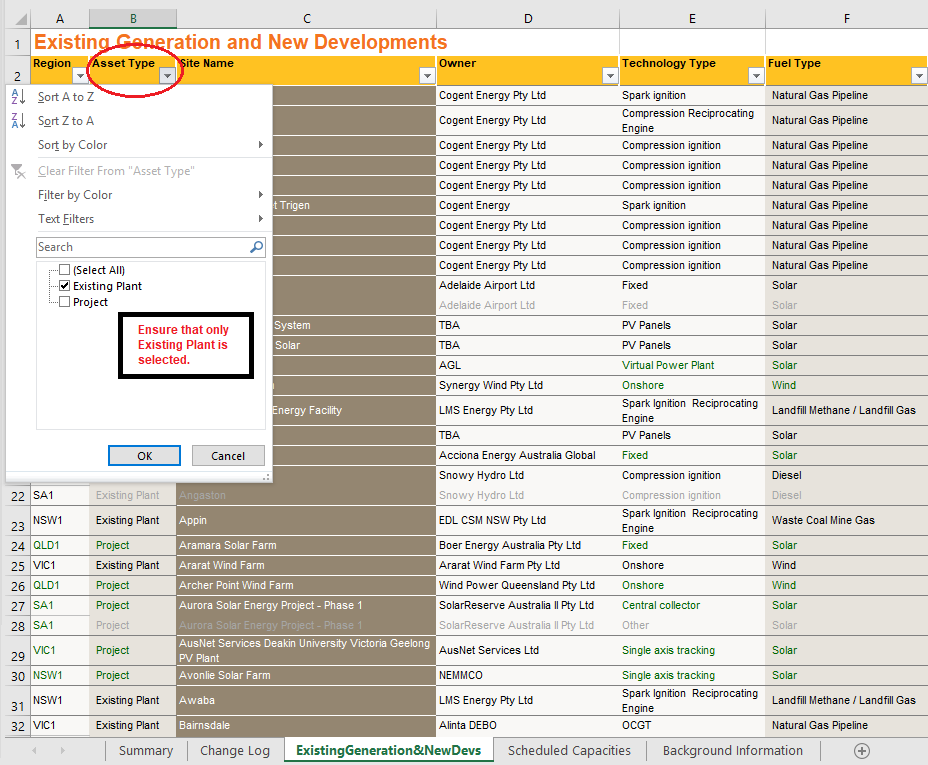 A B C D E F
1 Existing Generation and New Developments
2 Region Asset Type Site Name Owner Technology Type Fuel Type
Sort A to Z
Sort Z to A
Sort by Color
Clear Filter From "Asset Type"
Filter by Color
Text Filters
Search
(Select All)
Existing Plant
Project
Ensure that only
Existing Plant is
selected.
OK Cancel
Cogent Energy Pty Ltd Spark ignition Natural Gas Pipeline
Cogent Energy Pty Ltd Compression Reciprocating Natural Gas Pipeline
Engine
Cogent Energy Pty Ltd Compression ignition Natural Gas Pipeline
Cogent Energy Pty Ltd Compression ignition Natural Gas Pipeline
Cogent Energy Pty Ltd Compression ignition Natural Gas Pipeline
t Trigen Cogent Energy Spark ignition Natural Gas Pipeline
Cogent Energy Pty Ltd Compression ignition Natural Gas Pipeline
Cogent Energy Pty Ltd Compression ignition Natural Gas Pipeline
Cogent Energy Pty Ltd Compression ignition Natural Gas Pipeline
Adelaide Airport Ltd Fixed Solar
Adelaide Airport Ltd Fixed Solar
System TBA PV Panels Solar
Solar TBA PV Panels Solar
AGL Virtual Power Plant Solar
) Synergy Wind Pty Ltd Onshore Wind
Energy Facility LMS Energy Pty Ltd Spark Ignition Reciprocating Landfill Methane / Landfill Gas
Engine
TBA PV Panels Solar
Acciona Energy Australia Global Fixed Solar
Snowy Hydro Ltd Compression ignition Diesel
22 SA1 Existing Plant Angaston Snowy Hydro Ltd Compression ignition Diesel
23 NSW1 Existing Plant Appin EDL CSM NSW Pty Ltd Spark Ignition Reciprocating Waste Coal Mine Gas
Engine
24 QLD1 Project Aramara Solar Farm Boer Energy Australia Pty Ltd Fixed Solar
25 VIC1 Existing Plant Ararat Wind Farm Ararat Wind Farm Pty Ltd Onshore Wind
26 QLD1 Project Archer Point Wind Farm Wind Power Queensland Pty Ltd Onshore Wind
27 SA1 Project Aurora Solar Energy Project - Phase 1 SolarReserve Australia II Pty Ltd Central collector Solar
28 SA1 Project Aurora Solar Energy Project - Phase 1 SolarReserve Australia II Pty Ltd Other Solar
29 VIC1 Project AusNet Services Deakin University Victoria Geelong AusNet Services Ltd Single axis tracking Solar
PV Plant
30 NSW1 Project Avonlie Solar Farm NEMMCO Single axis tracking Solar
31 NSW1 Existing Plant Awaba LMS Energy Pty Ltd Spark Ignition Reciprocating Landfill Methane / Landfill Gas
Engine
32 VIC1 Existing Plant Bairnsdale Alinta DEBO OCGT Natural Gas Pipeline
Summary Change Log ExistingGeneration&NewDevs Scheduled Capacities Background Information